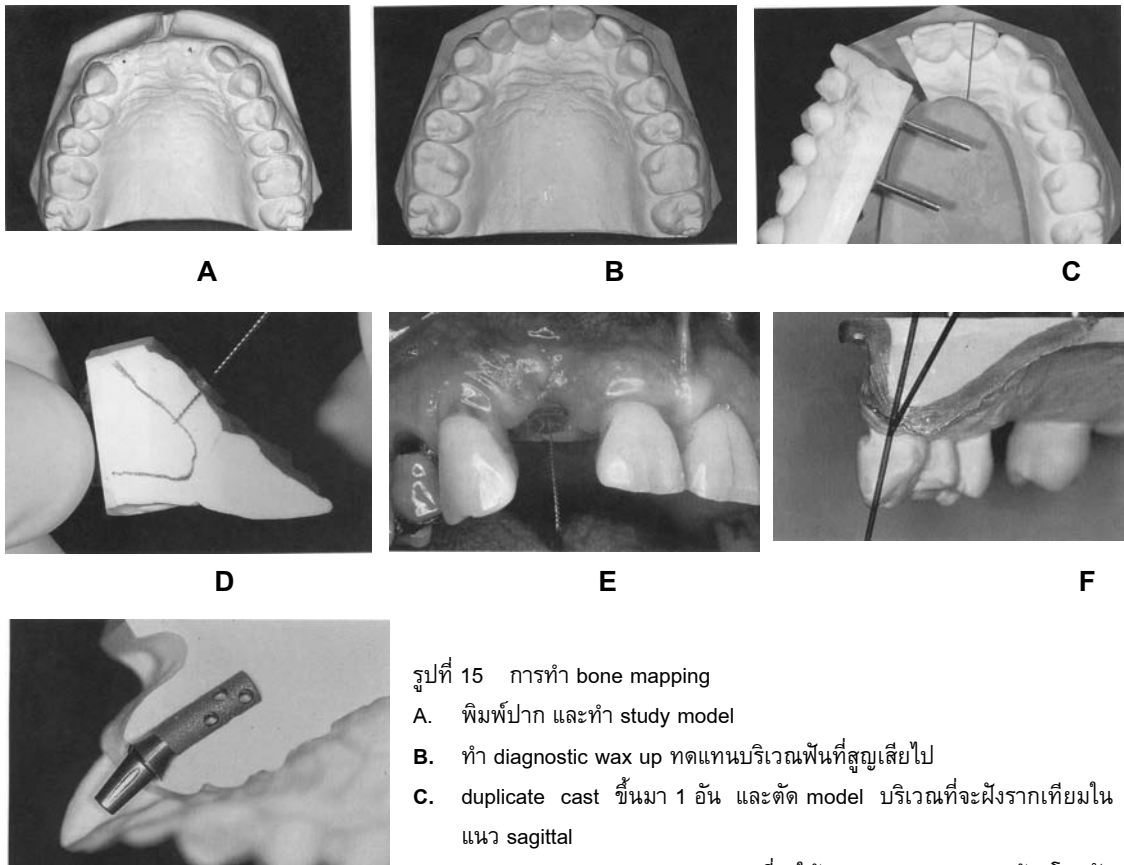 A B C
D E F
รูปที่ 15 การทำ bone mapping
A. พิมพ์ปาก และทำ study model
B. ทำ diagnostic wax up ทดแทนบริเวณฟันที่สูญเสียไป
C. duplicate cast ขึ้นมา 1 อัน และตัด model บริเวณที่จะฝังรากเทียมใน
แนว sagittal